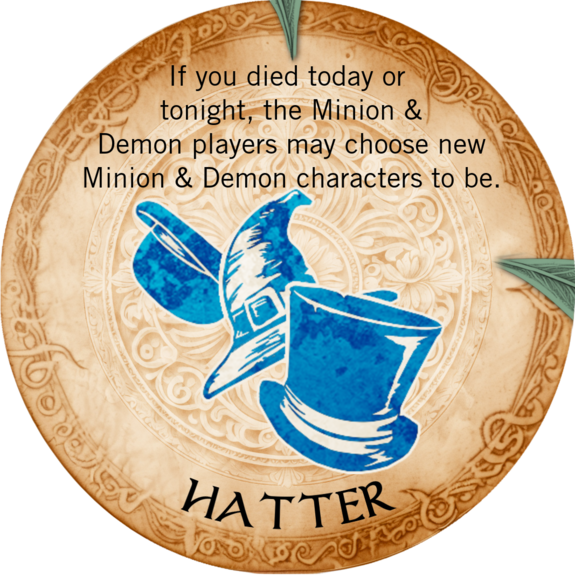 If you died today or
tonight, the Minion &
Demon players may choose new
Minion & Demon characters to be.
HATTER